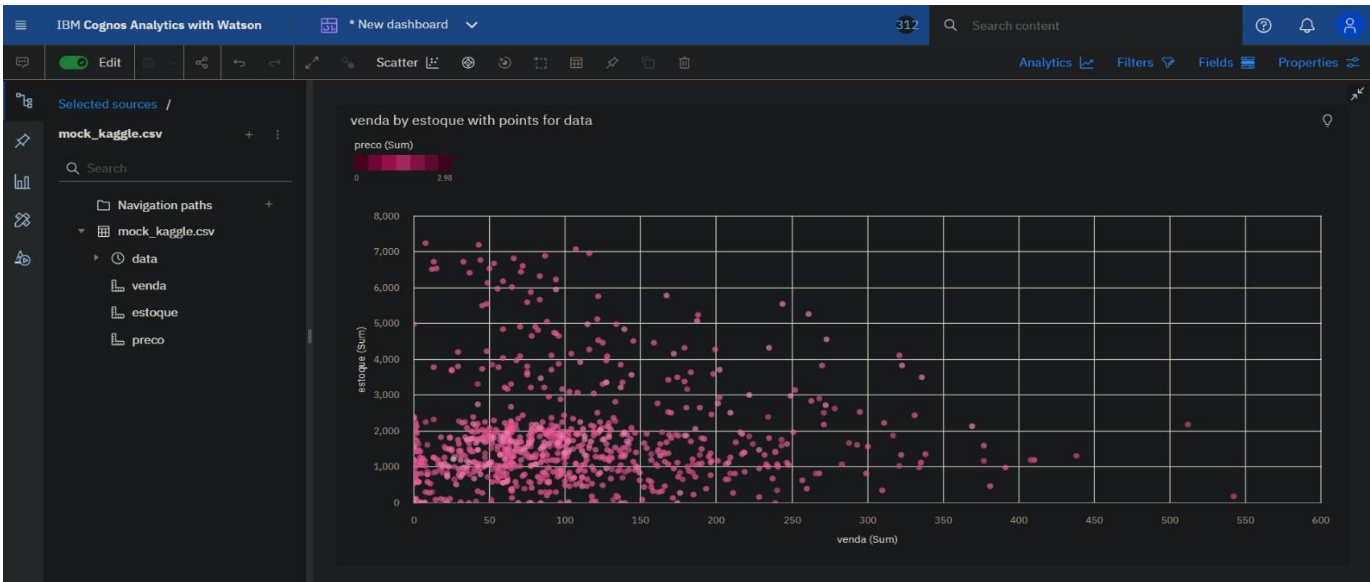 IBM Cognos Analytics with Watson
* New dashboard
312
Search content
Edit
Scatter
Analytics
Filters
Fields
Properties
Selected sources /
mock_kaggle.csv
Search
Navigation paths
mock_kaggle.csv
data
venda
estoque
preco
venda by estoque with points for data
preco (Sum)
0 2.98
estoque (Sum)
8,000
7,000
6,000
5,000
4,000
3,000
2,000
1,000
0
0 50 100 150 200 250 300 350 400 450 500 550 600
venda (Sum)